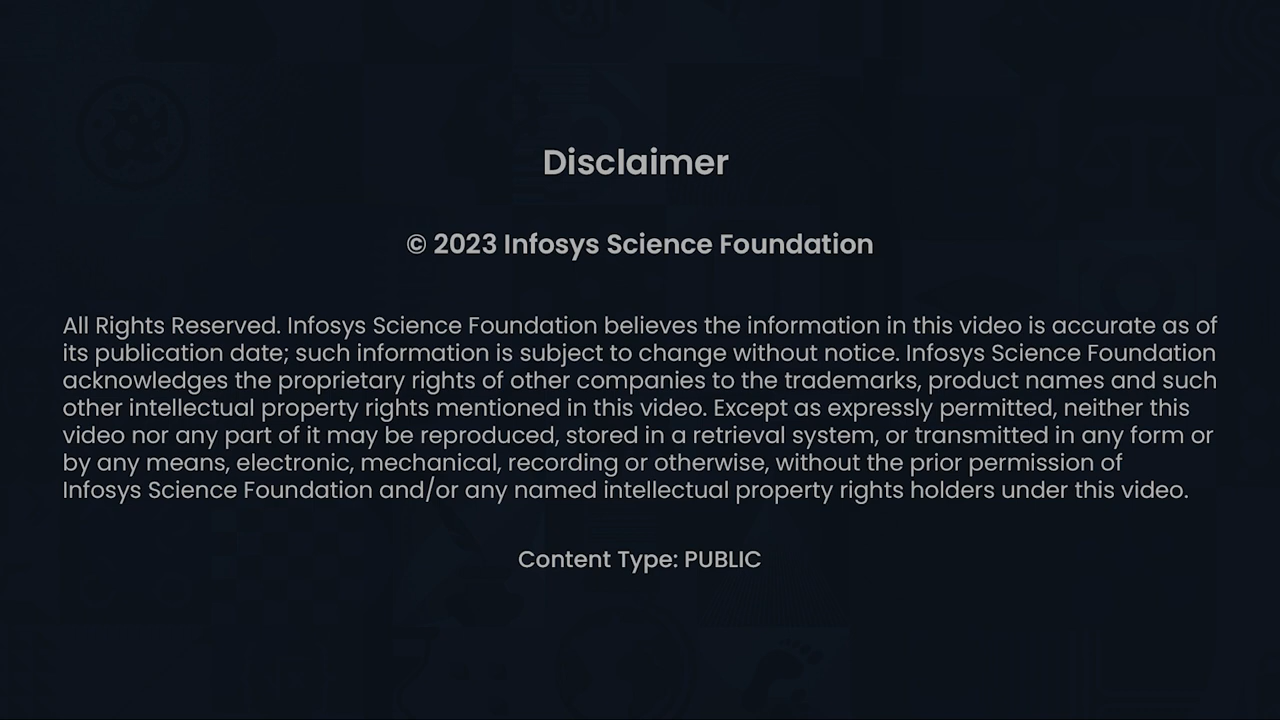 Disclaimer
© 2023 Infosys Science Foundation
All Rights Reserved. Infosys Science Foundation believes the information in this video is accurate as of
its publication date; such information is subject to change without notice. Infosys Science Foundation
acknowledges the proprietary rights of other companies to the trademarks, product names and such
other intellectual property rights mentioned in this video. Except as expressly permitted, neither this
video nor any part of it may be reproduced, stored in a retrieval system, or transmitted in any form or
by any means, electronic, mechanical, recording or otherwise, without the prior permission of
Infosys Science Foundation and/or any named intellectual property rights holders under this video.
Content Type: PUBLIC